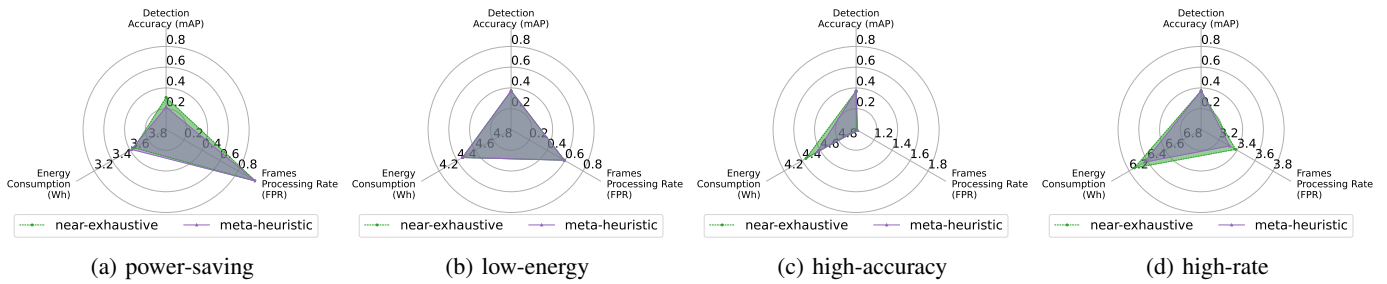 Detection
Accuracy (mAP)
0.8
0.6
0.4
0.2
3.8
3.6
3.4
3.2
0.2
0.4
0.6
0.8
Energy
Consumption
(Wh)
Frames
Processing Rate
(FPR)
near-exhaustive
meta-heuristic
(a) power-saving
Detection
Accuracy (mAP)
0.8
0.6
0.4
0.2
4.8
4.4
4.2
0.2
0.4
0.6
0.8
Energy
Consumption
(Wh)
Frames
Processing Rate
(FPR)
near-exhaustive
meta-heuristic
(b) low-energy
Detection
Accuracy (mAP)
0.8
0.6
0.4
0.2
4.8
4.4
4.2
1.2
1.4
1.6
1.8
Energy
Consumption
(Wh)
Frames
Processing Rate
(FPR)
near-exhaustive
meta-heuristic
(c) high-accuracy
Detection
Accuracy (mAP)
0.8
0.6
0.4
0.2
6.8
6.4
6.2
3.2
3.4
3.6
3.8
Energy
Consumption
(Wh)
Frames
Processing Rate
(FPR)
near-exhaustive
meta-heuristic
(d) high-rate